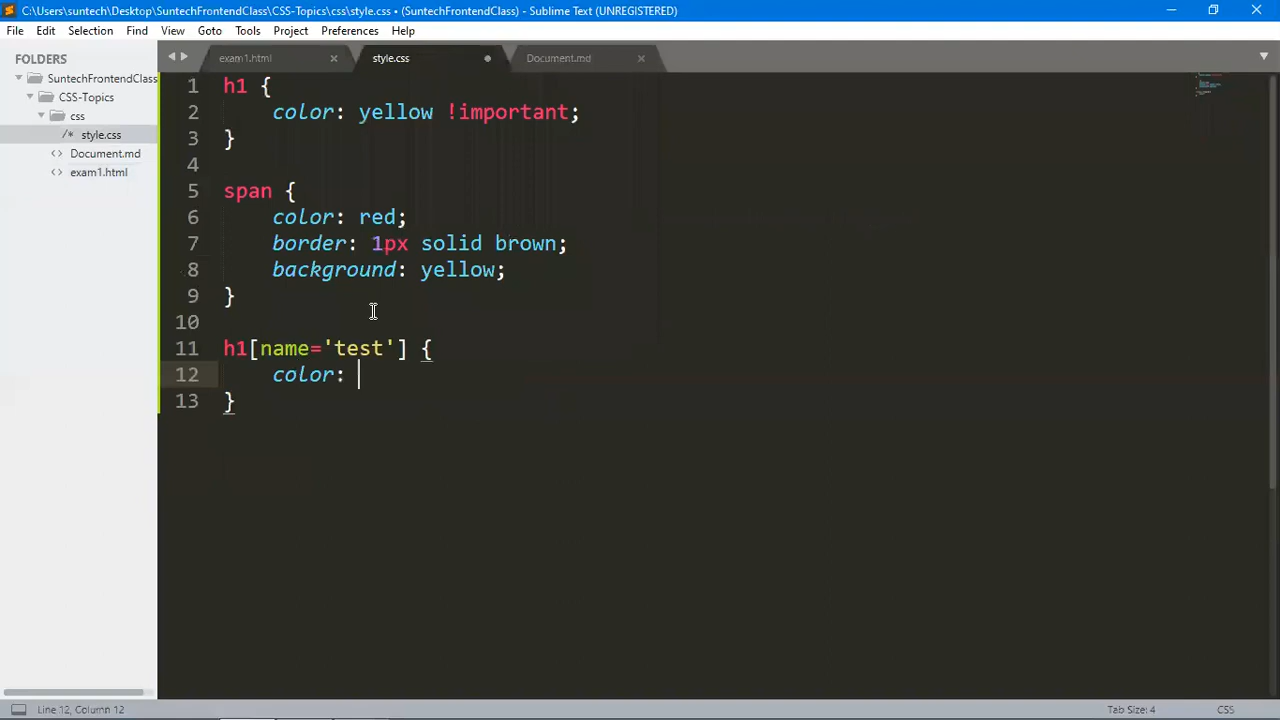 C:\Users\suntech\Desktop\SuntechFrontendClass\CSS-Topics\css\style.css • (SuntechFrontendClass) - Sublime Text (UNREGISTERED)
File Edit Selection Find View Goto Tools Project Preferences Help
FOLDERS
SuntechFrontendClass
CSS-Topics
css
/* style.css
<> Document.md
<> exam1.html
exam1.html style.css Document.md
1 h1 {
2 color: yellow !important;
3 }
4
5 span {
6 color: red;
7 border: 1px solid brown;
8 background: yellow;
9 }
10
11 h1[name='test'] {
12 color:
13 }
Line 12, Column 12 Tab Size: 4 CSS